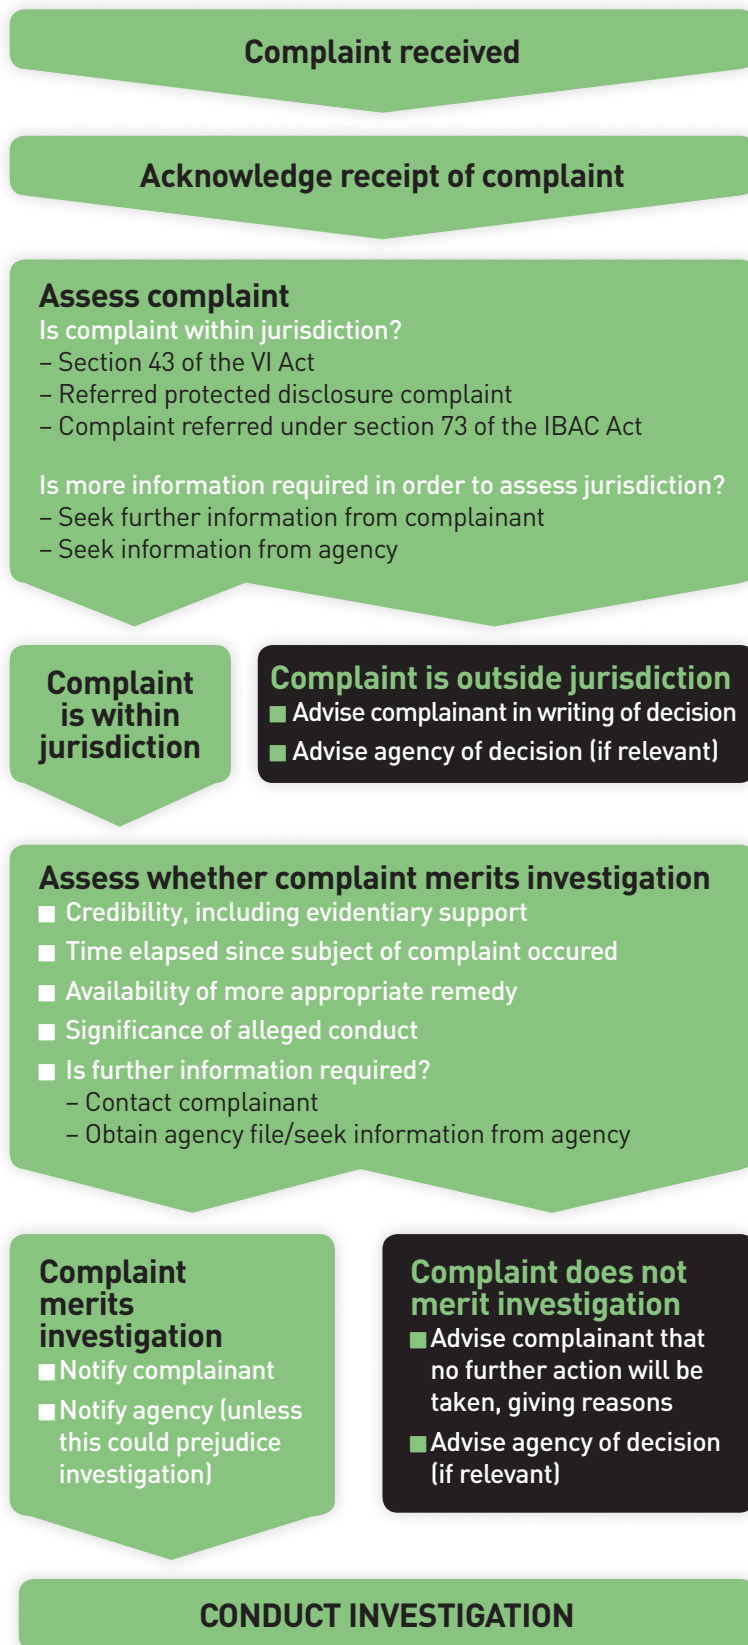 Complaint received
Acknowledge receipt of complaint
Assess complaint
Is complaint within jurisdiction?
– Section 43 of the VI Act
– Referred protected disclosure complaint
– Complaint referred under section 73 of the IBAC Act
Is more information required in order to assess jurisdiction?
– Seek further information from complainant
– Seek information from agency
Complaint
is within
jurisdiction
Complaint is outside jurisdiction
■ Advise complainant in writing of decision
■ Advise agency of decision (if relevant)
Assess whether complaint merits investigation
■ Credibility, including evidentiary support
■ Time elapsed since subject of complaint occured
■ Availability of more appropriate remedy
■ Significance of alleged conduct
■ Is further information required?
– Contact complainant
– Obtain agency file/seek information from agency
Complaint
merits
investigation
■ Notify complainant
■ Notify agency (unless
this could prejudice
investigation)
Complaint does not
merit investigation
■ Advise complainant that
no further action will be
taken, giving reasons
■ Advise agency of decision
(if relevant)
CONDUCT INVESTIGATION